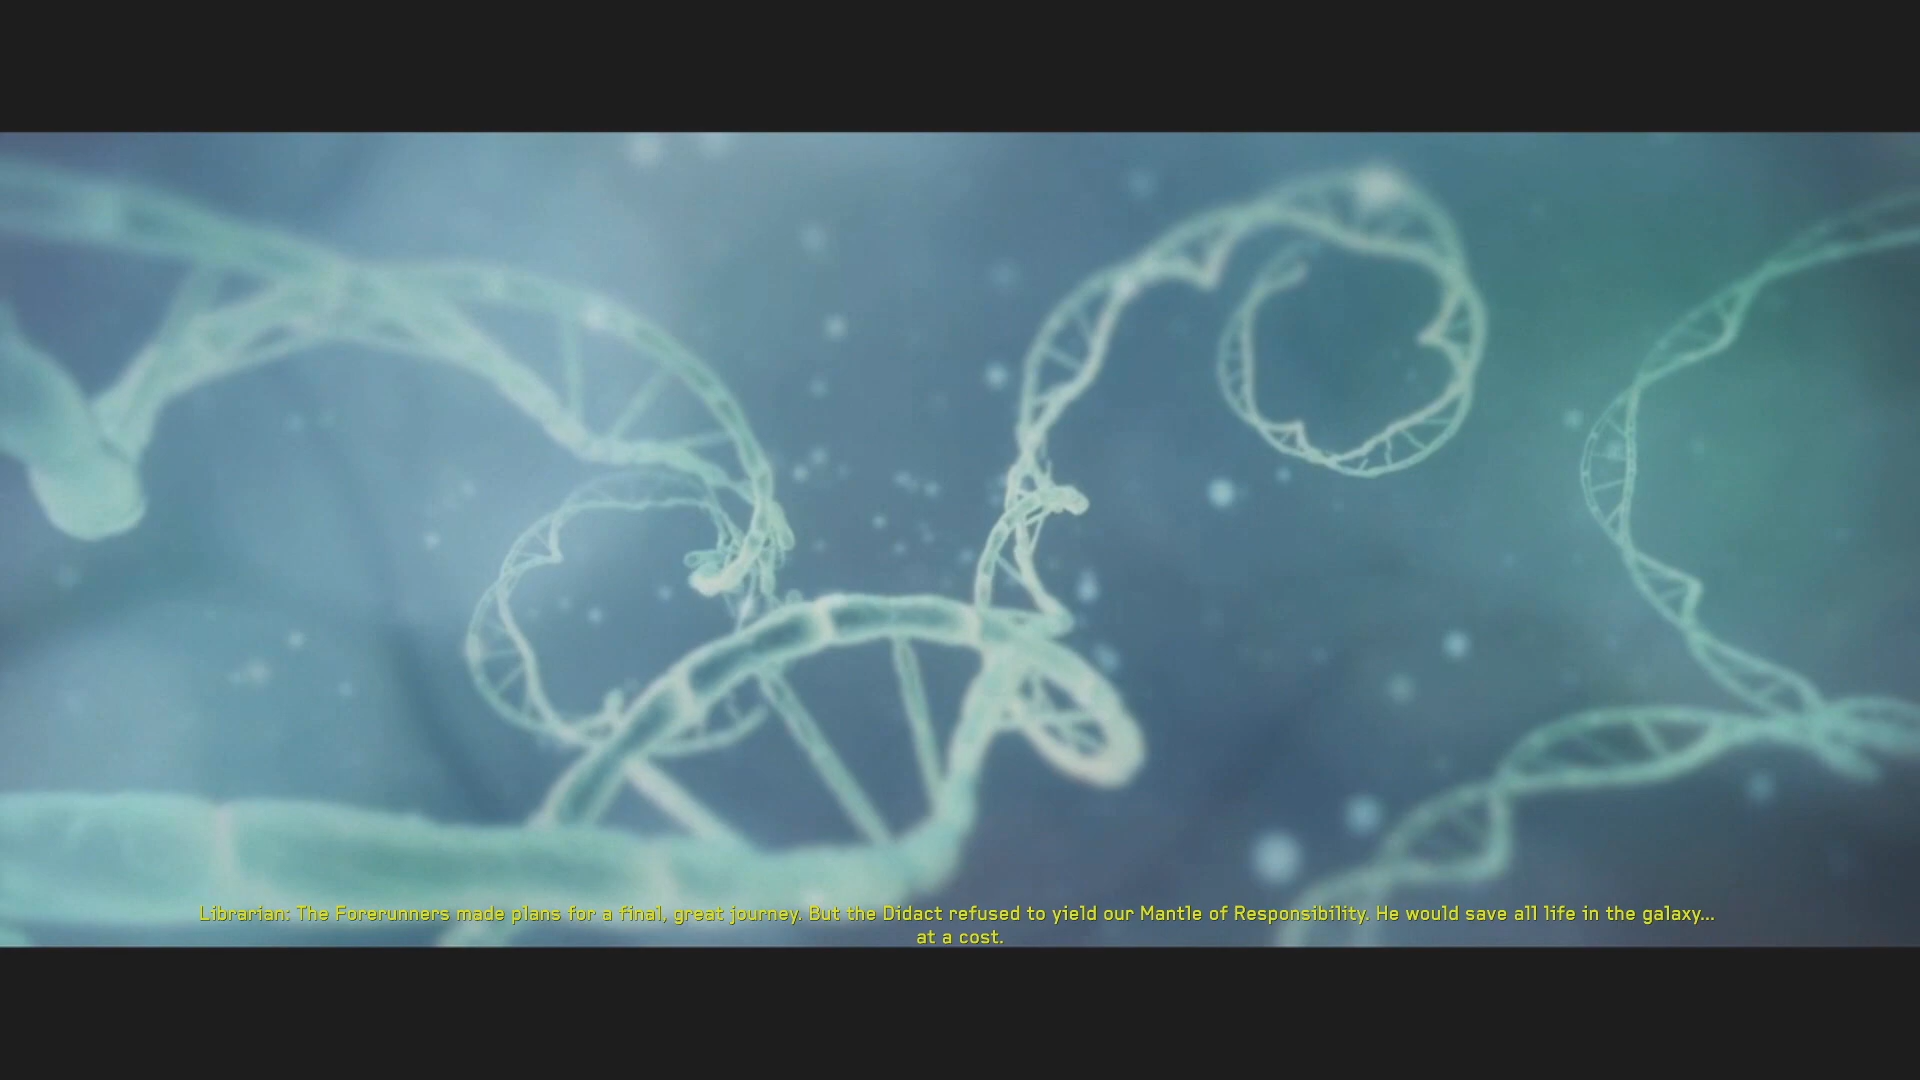 Librarian: The Forerunners made plans for a final, great journey. But the Didact refused to yield our Mantle of Responsibility. He would save all life in the galaxy...
at a cost.